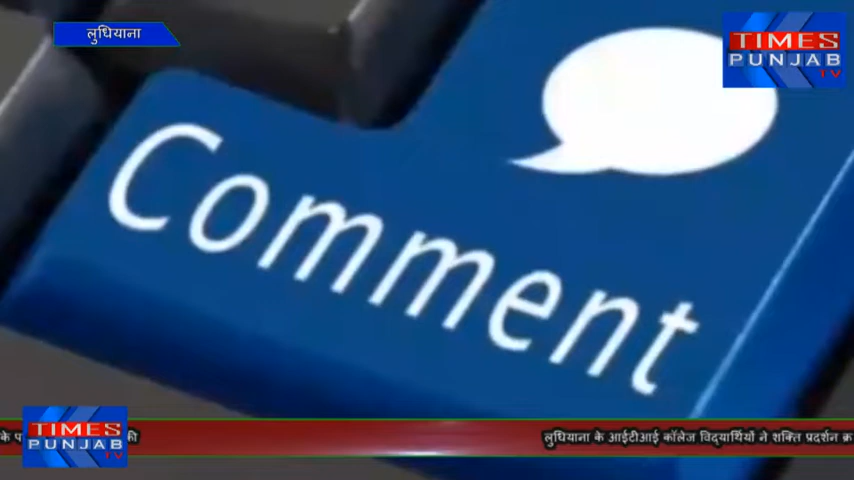 लुधियाना
TIMES
PUNJAB
TV
Comment
के
TIMES
PUNJAB
TV
की
लुधियाना के आईटीआई कॉलेज विद्यार्थियों ने शक्ति प्रदर्शन